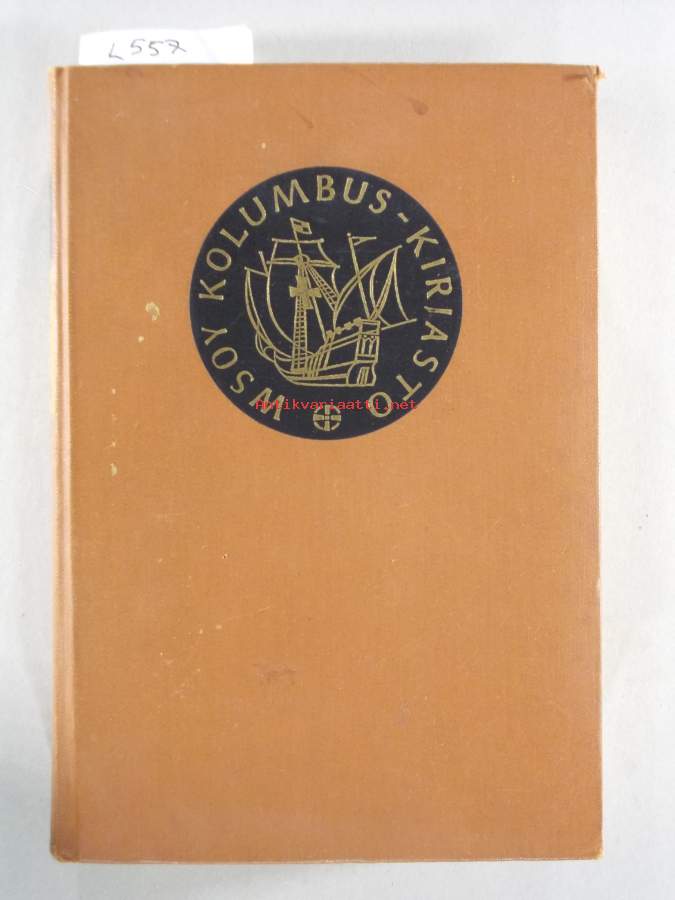 L557
WSOY KOLUMBUS-KIRJASTO
Antikvariaatti.net